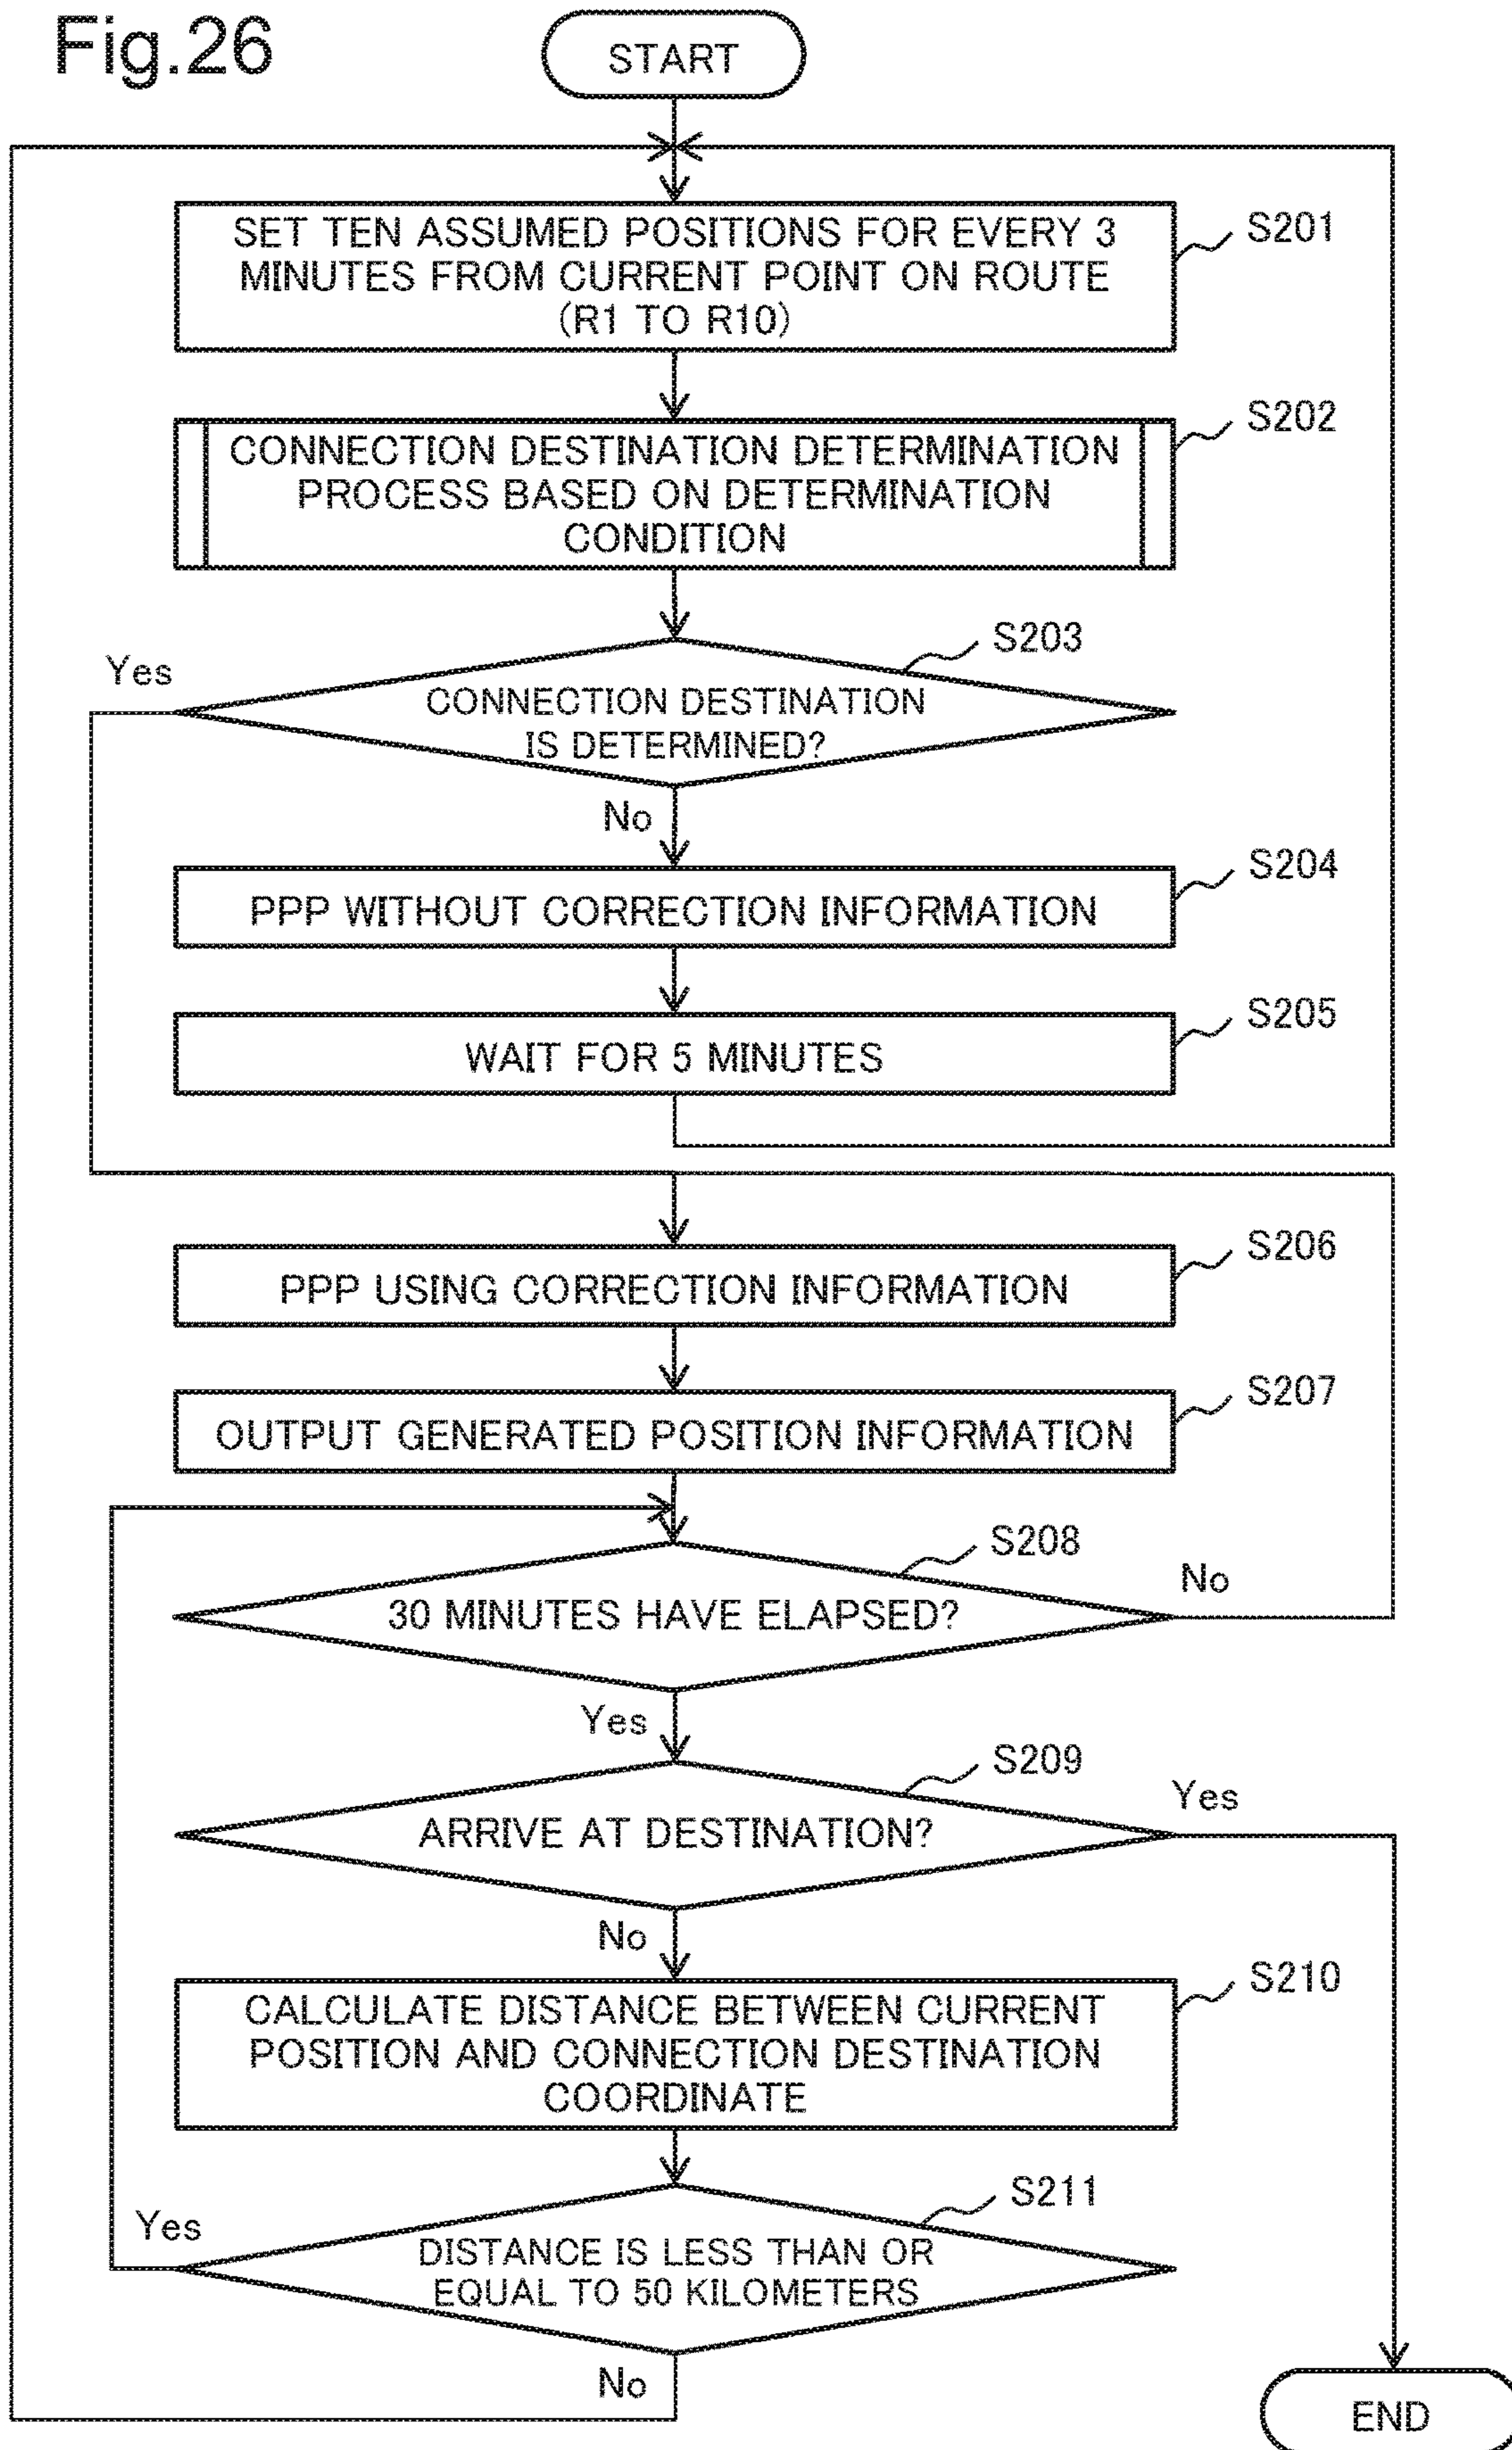 Fig.26
START
SET TEN ASSUMED POSITIONS FOR EVERY 3
MINUTES FROM CURRENT POINT ON ROUTE
(R1 TO R10)
S201
CONNECTION DESTINATION DETERMINATION
PROCESS BASED ON DETERMINATION
CONDITION
S202
S203
Yes
CONNECTION DESTINATION
IS DETERMINED?
No
S204
PPP WITHOUT CORRECTION INFORMATION
S205
WAIT FOR 5 MINUTES
S206
PPP USING CORRECTION INFORMATION
S207
OUTPUT GENERATED POSITION INFORMATION
S208
No
30 MINUTES HAVE ELAPSED?
Yes
S209
Yes
ARRIVE AT DESTINATION?
No
S210
CALCULATE DISTANCE BETWEEN CURRENT
POSITION AND CONNECTION DESTINATION
COORDINATE
S211
Yes
DISTANCE IS LESS THAN OR
EQUAL TO 50 KILOMETERS
No
END